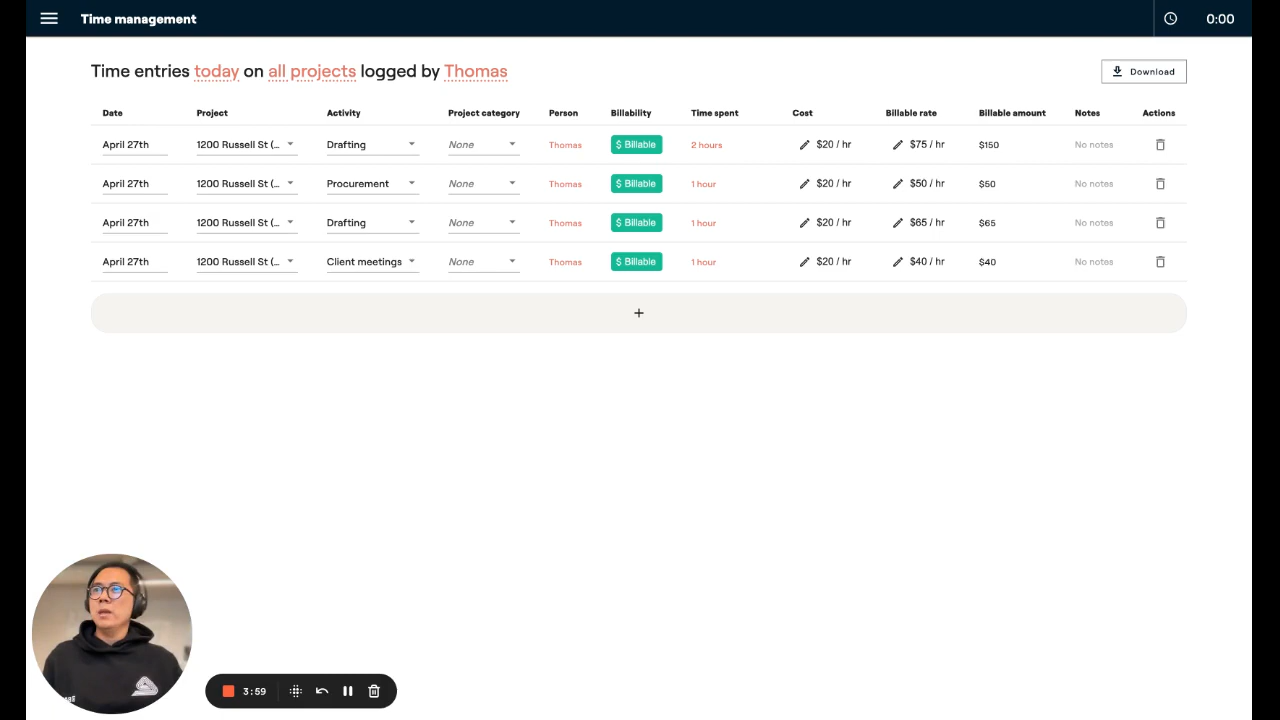 Time management 0:00
Time entries today on all projects logged by Thomas Download
Date Project Activity Project category Person Billability Time spent Cost Billable rate Billable amount Notes Actions
April 27th 1200 Russell St (... Drafting None Thomas $ Billable 2 hours $20 / hr $75 / hr $150 No notes
April 27th 1200 Russell St (... Procurement None Thomas $ Billable 1 hour $20 / hr $50 / hr $50 No notes
April 27th 1200 Russell St (... Drafting None Thomas $ Billable 1 hour $20 / hr $65 / hr $65 No notes
April 27th 1200 Russell St (... Client meetings None Thomas $ Billable 1 hour $20 / hr $40 / hr $40 No notes
+
3:59